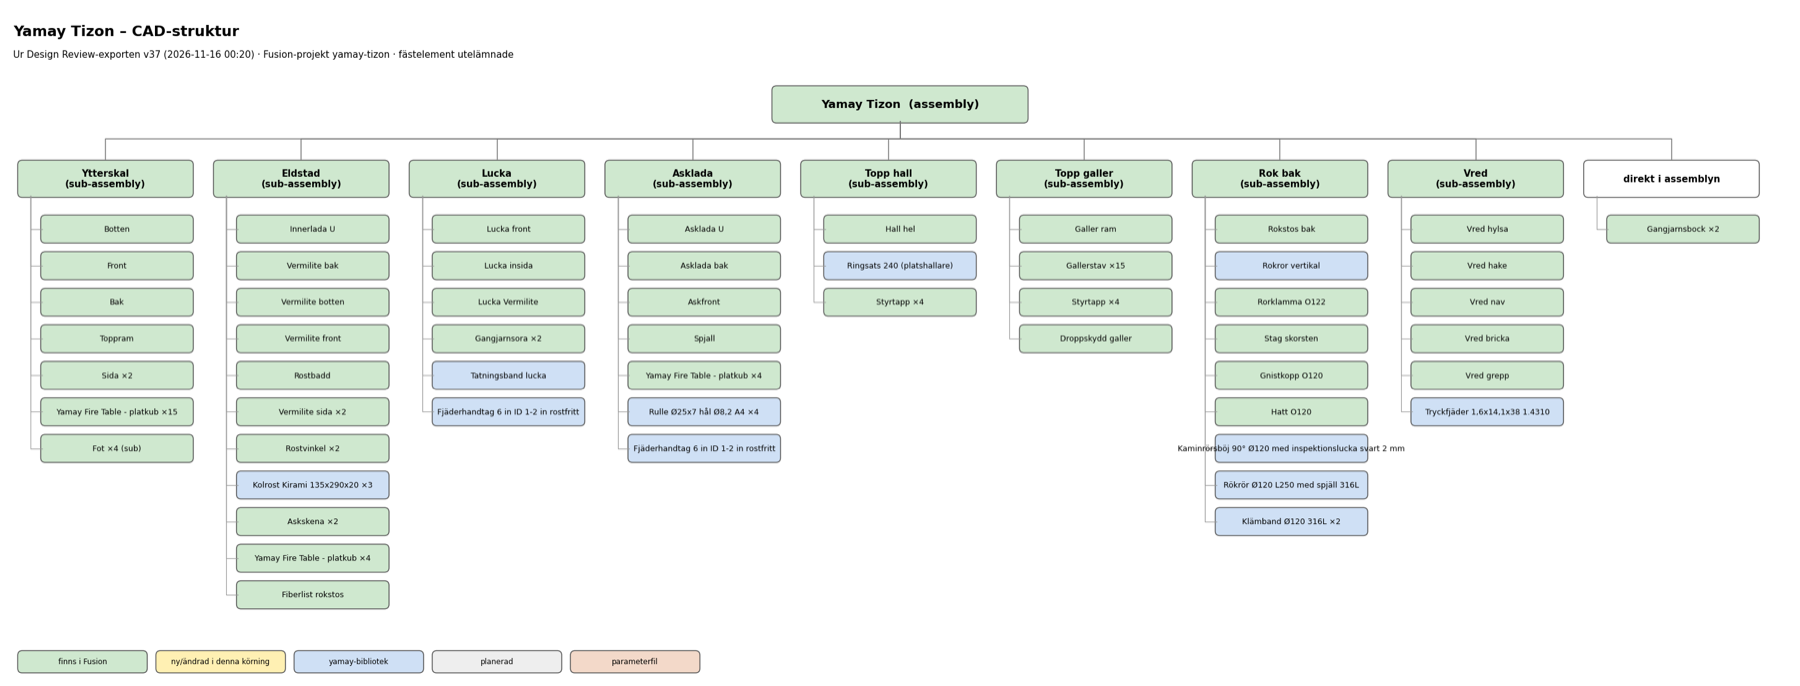 Yamay Tizon – CAD-struktur
Ur Design Review-exporten v37 (2026-11-16 00:20) · Fusion-projekt yamay-tizon · fästelement utelämnade
Yamay Tizon  (assembly)
Ytterskal
(sub-assembly)
Botten
Front
Bak
Toppram
Sida ×2
Yamay Fire Table - platkub ×15
Fot ×4 (sub)
Eldstad
(sub-assembly)
Innerlada U
Vermilite bak
Vermilite botten
Vermilite front
Rostbadd
Vermilite sida ×2
Rostvinkel ×2
Kolrost Kirami 135x290x20 ×3
Askskena ×2
Yamay Fire Table - platkub ×4
Fiberlist rokstos
Lucka
(sub-assembly)
Lucka front
Lucka insida
Lucka Vermilite
Gangjarnsora ×2
Tatningsband lucka
Fjäderhandtag 6 in ID 1-2 in rostfritt
Asklada
(sub-assembly)
Asklada U
Asklada bak
Askfront
Spjall
Yamay Fire Table - platkub ×4
Rulle Ø25x7 hål Ø8,2 A4 ×4
Fjäderhandtag 6 in ID 1-2 in rostfritt
Topp hall
(sub-assembly)
Hall hel
Ringsats 240 (platshallare)
Styrtapp ×4
Topp galler
(sub-assembly)
Galler ram
Gallerstav ×15
Styrtapp ×4
Droppskydd galler
Rok bak
(sub-assembly)
Rokstos bak
Rokror vertikal
Rorklamma O122
Stag skorsten
Gnistkopp O120
Hatt O120
Kaminrörsböj 90° Ø120 med inspektionslucka svart 2 mm
Rökrör Ø120 L250 med spjäll 316L
Klämband Ø120 316L ×2
Vred
(sub-assembly)
Vred hylsa
Vred hake
Vred nav
Vred bricka
Vred grepp
Tryckfjäder 1,6x14,1x38 1.4310
direkt i assemblyn
Gangjarnsbock ×2
finns i Fusion
ny/ändrad i denna körning
yamay-bibliotek
planerad
parameterfil